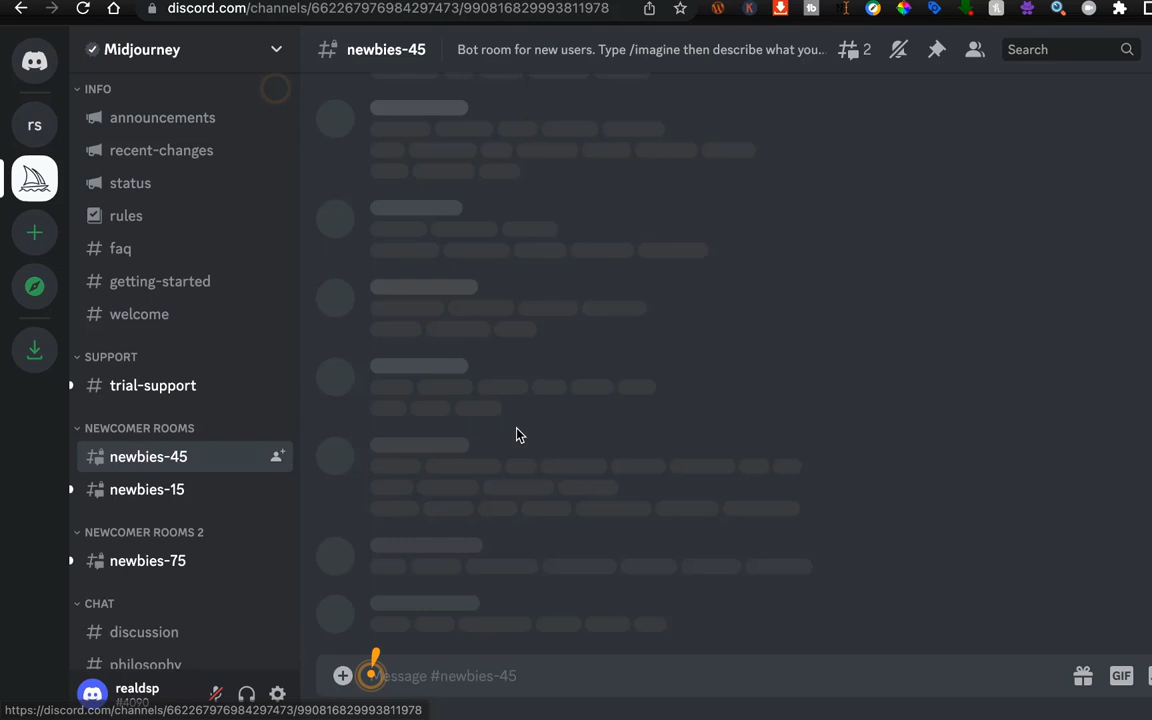 discord.com/channels/662267976984297473/990816829993811978
Midjourney
newbies-45
Bot room for new users. Type /imagine then describe what you...
2
Search
INFO
announcements
recent-changes
status
rules
faq
getting-started
welcome
SUPPORT
trial-support
NEWCOMER ROOMS
newbies-45
newbies-15
NEWCOMER ROOMS 2
newbies-75
CHAT
discussion
philosophy
rs
realdsp
#4090
Message #newbies-45
GIF
https://discord.com/channels/662267976984297473/990816829993811978